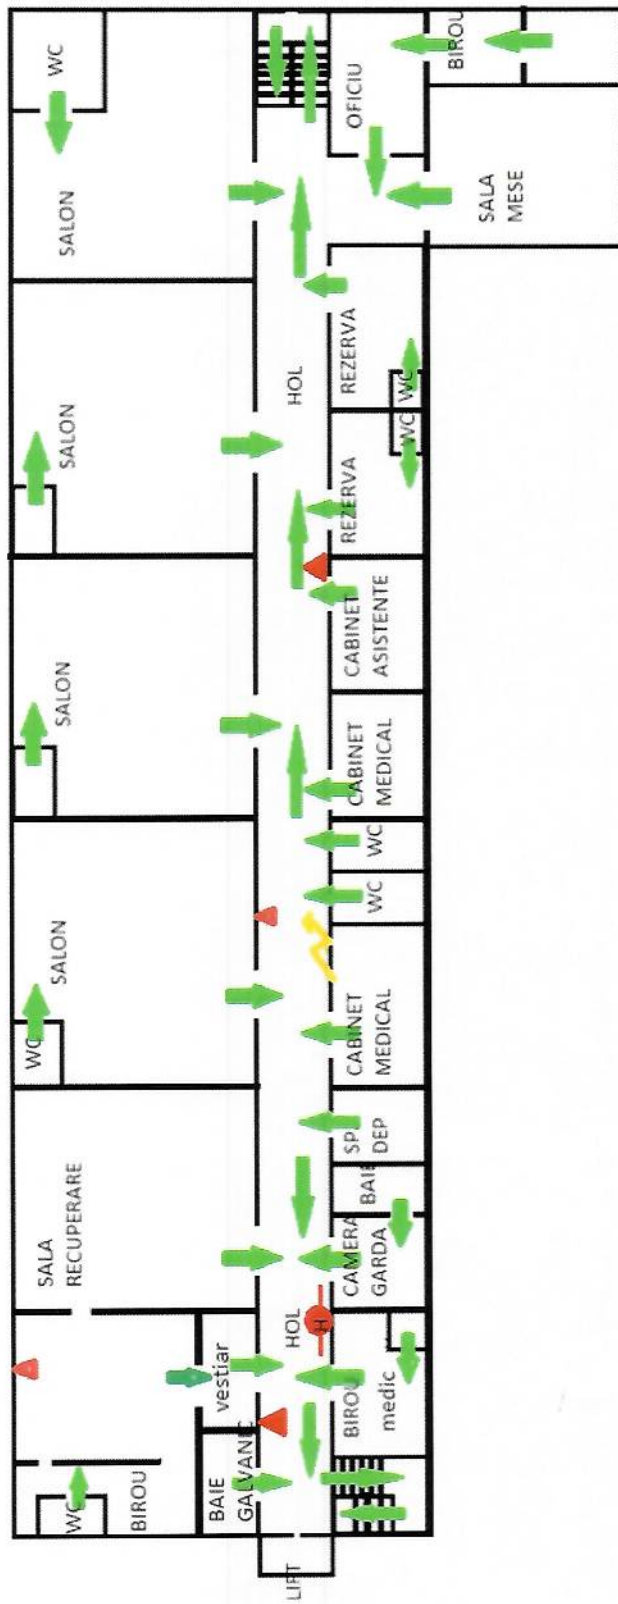 WC
BIROU
SALA
RECUPERARE
WC
SALON
SALON
SALON
SALON
WC
BAIE
GALVANIC
vestiar
LIFT
HOL
H
HOL
BIROU
medic
CAMERA
GARDA
BAIE
SP
DEP
CABINET
MEDICAL
WC
WC
CABINET
MEDICAL
CABINET
ASISTENTE
REZERVA
WC
WC
REZERVA
OFICIU
SALA
MESE
BIROU